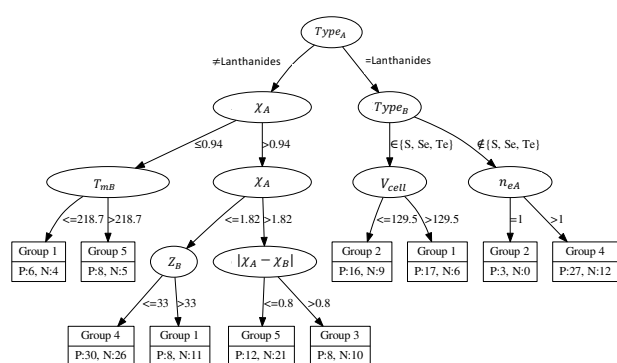 Type_A
≠Lanthanides
=Lanthanides
χ_A
Type_B
≤0.94
>0.94
∈{S, Se, Te}
∉{S, Se, Te}
T_mB
χ_A
V_cell
n_eA
<=218.7
>218.7
<=1.82
>1.82
<=129.5
>129.5
=1
>1
Group 1
P:6, N:4
Group 5
P:8, N:5
Z_B
|χ_A − χ_B|
Group 2
P:16, N:9
Group 1
P:17, N:6
Group 2
P:3, N:0
Group 4
P:27, N:12
<=33
>33
<=0.8
>0.8
Group 4
P:30, N:26
Group 1
P:8, N:11
Group 5
P:12, N:21
Group 3
P:8, N:10